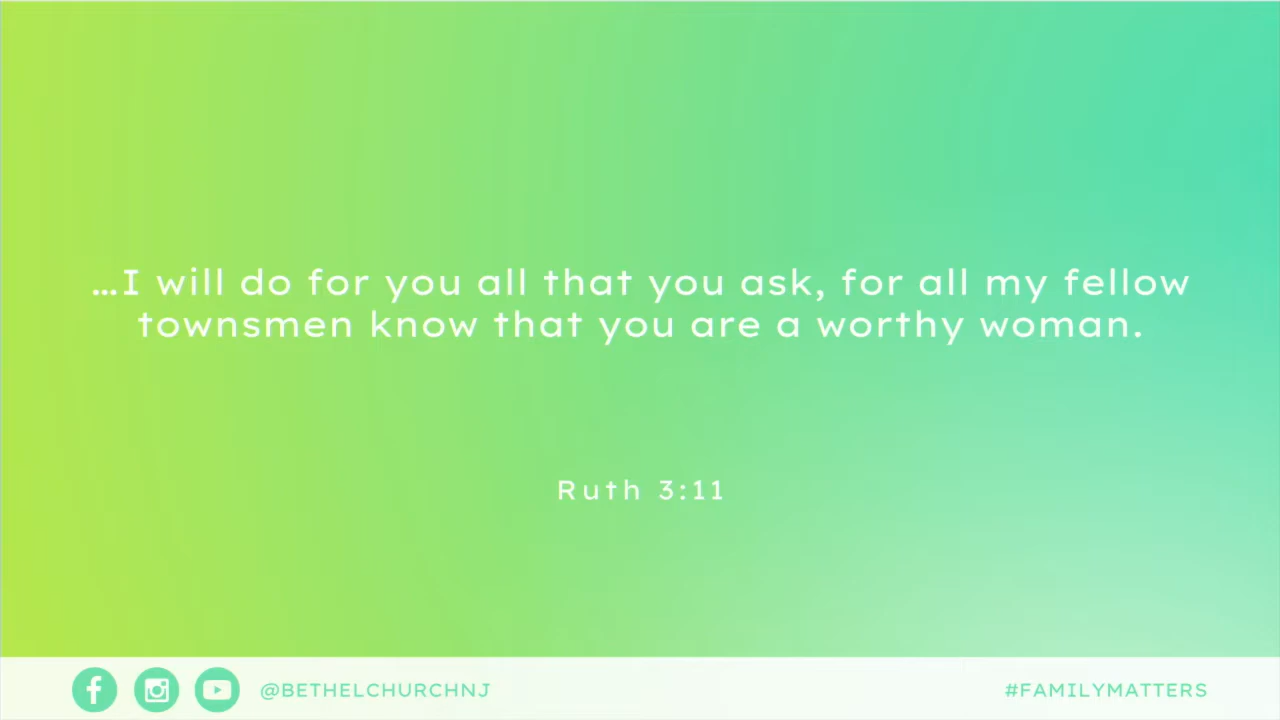 …I will do for you all that you ask, for all my fellow
townsmen know that you are a worthy woman.
Ruth 3:11
@BETHELCHURCHNJ
#FAMILYMATTERS